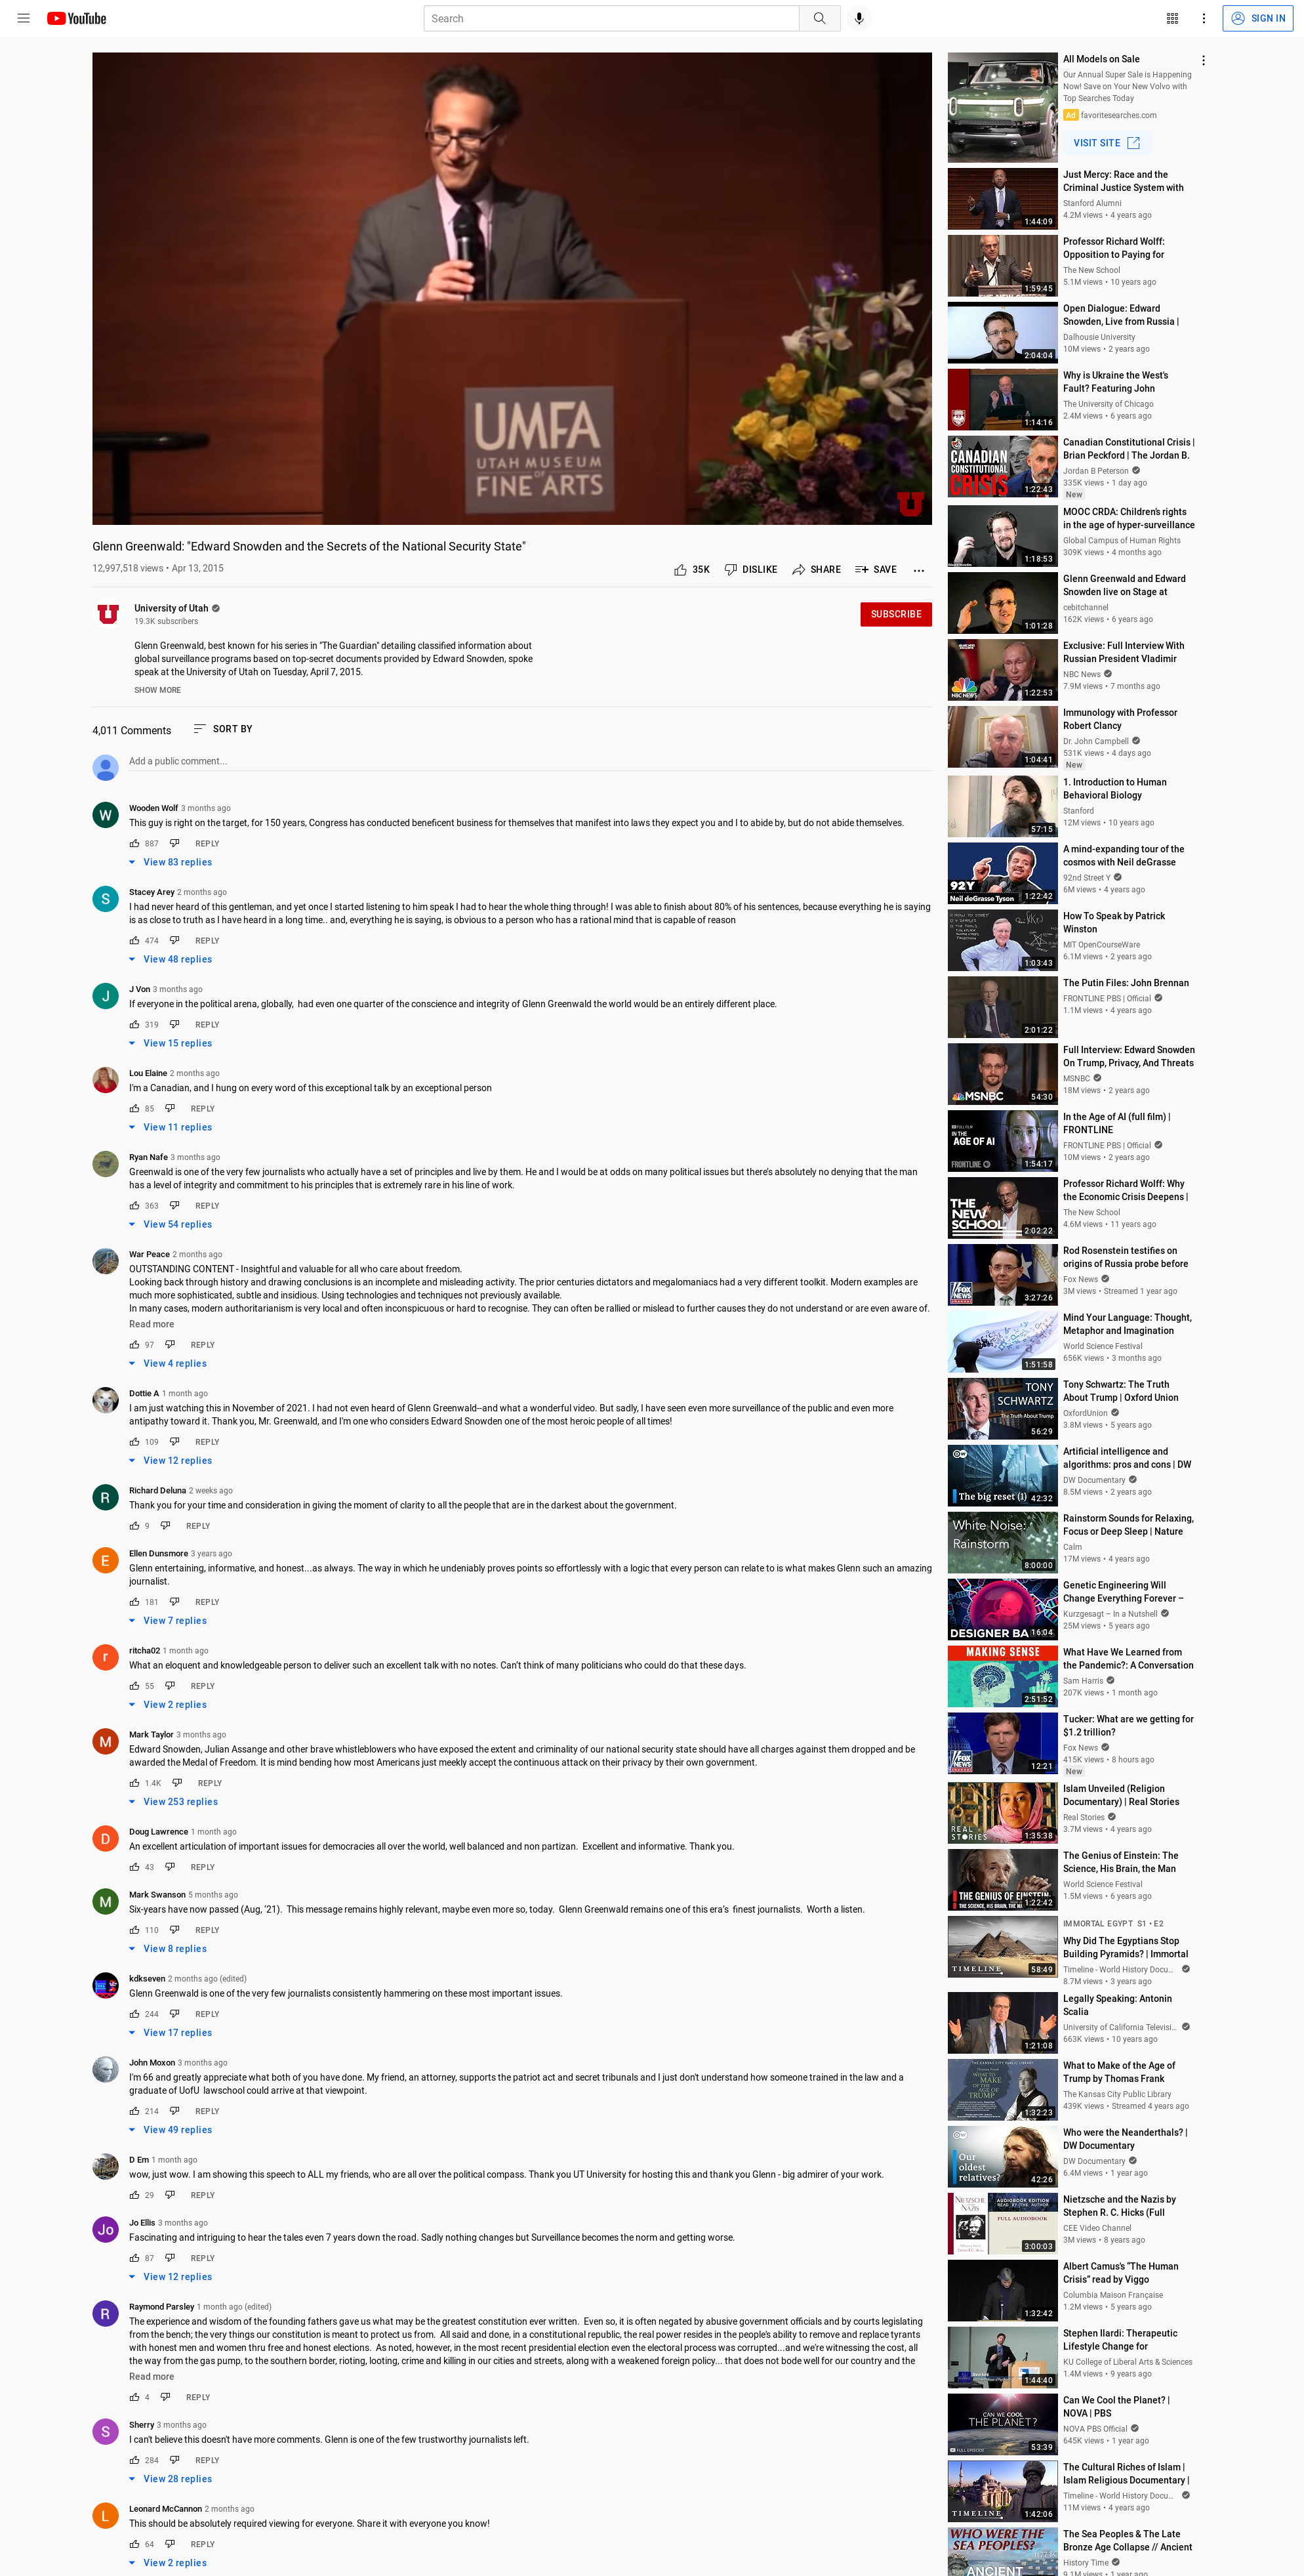 YouTube
Search
SIGN IN
UMFA
UTAH MUSEUM
of
FINE ARTS
Glenn Greenwald: "Edward Snowden and the Secrets of the National Security State"
12,997,518 views • Apr 13, 2015
35K
DISLIKE
SHARE
SAVE
University of Utah
19.3K subscribers
SUBSCRIBE
Glenn Greenwald, best known for his series in "The Guardian" detailing classified information about
global surveillance programs based on top-secret documents provided by Edward Snowden, spoke
speak at the University of Utah on Tuesday, April 7, 2015.
SHOW MORE
4,011 Comments
SORT BY
Add a public comment...
W
Wooden Wolf 3 months ago
This guy is right on the target, for 150 years, Congress has conducted beneficent business for themselves that manifest into laws they expect you and I to abide by, but do not abide themselves.
887
REPLY
View 83 replies
S
Stacey Arey 2 months ago
I had never heard of this gentleman, and yet once I started listening to him speak I had to hear the whole thing through! I was able to finish about 80% of his sentences, because everything he is saying
is as close to truth as I have heard in a long time.. and, everything he is saying, is obvious to a person who has a rational mind that is capable of reason
474
REPLY
View 48 replies
J
J Von 3 months ago
If everyone in the political arena, globally, had even one quarter of the conscience and integrity of Glenn Greenwald the world would be an entirely different place.
319
REPLY
View 15 replies
Lou Elaine 2 months ago
I'm a Canadian, and I hung on every word of this exceptional talk by an exceptional person
85
REPLY
View 11 replies
Ryan Nafe 3 months ago
Greenwald is one of the very few journalists who actually have a set of principles and live by them. He and I would be at odds on many political issues but there's absolutely no denying that the man
has a level of integrity and commitment to his principles that is extremely rare in his line of work.
363
REPLY
View 54 replies
War Peace 2 months ago
OUTSTANDING CONTENT - Insightful and valuable for all who care about freedom.
Looking back through history and drawing conclusions is an incomplete and misleading activity. The prior centuries dictators and megalomaniacs had a very different toolkit. Modern examples are
much more sophisticated, subtle and insidious. Using technologies and techniques not previously available.
In many cases, modern authoritarianism is very local and often inconspicuous or hard to recognise. They can often be rallied or mislead to further causes they do not understand or are even aware of.
Read more
97
REPLY
View 4 replies
Dottie A 1 month ago
I am just watching this in November of 2021. I had not even heard of Glenn Greenwald--and what a wonderful video. But sadly, I have seen even more surveillance of the public and even more
antipathy toward it. Thank you, Mr. Greenwald, and I'm one who considers Edward Snowden one of the most heroic people of all times!
109
REPLY
View 12 replies
R
Richard Deluna 2 weeks ago
Thank you for your time and consideration in giving the moment of clarity to all the people that are in the darkest about the government.
9
REPLY
E
Ellen Dunsmore 3 years ago
Glenn entertaining, informative, and honest...as always. The way in which he undeniably proves points so effortlessly with a logic that every person can relate to is what makes Glenn such an amazing
journalist.
181
REPLY
View 7 replies
r
ritcha02 1 month ago
What an eloquent and knowledgeable person to deliver such an excellent talk with no notes. Can't think of many politicians who could do that these days.
55
REPLY
View 2 replies
M
Mark Taylor 3 months ago
Edward Snowden, Julian Assange and other brave whistleblowers who have exposed the extent and criminality of our national security state should have all charges against them dropped and be
awarded the Medal of Freedom. It is mind bending how most Americans just meekly accept the continuous attack on their privacy by their own government.
1.4K
REPLY
View 253 replies
D
Doug Lawrence 1 month ago
An excellent articulation of important issues for democracies all over the world, well balanced and non partizan. Excellent and informative. Thank you.
43
REPLY
M
Mark Swanson 5 months ago
Six-years have now passed (Aug, '21). This message remains highly relevant, maybe even more so, today. Glenn Greenwald remains one of this era's finest journalists. Worth a listen.
110
REPLY
View 8 replies
kdkseven 2 months ago (edited)
Glenn Greenwald is one of the very few journalists consistently hammering on these most important issues.
244
REPLY
View 17 replies
John Moxon 3 months ago
I'm 66 and greatly appreciate what both of you have done. My friend, an attorney, supports the patriot act and secret tribunals and I just don't understand how someone trained in the law and a
graduate of UofU lawschool could arrive at that viewpoint.
214
REPLY
View 49 replies
D Em 1 month ago
wow, just wow. I am showing this speech to ALL my friends, who are all over the political compass. Thank you UT University for hosting this and thank you Glenn - big admirer of your work.
29
REPLY
Jo
Jo Ellis 3 months ago
Fascinating and intriguing to hear the tales even 7 years down the road. Sadly nothing changes but Surveillance becomes the norm and getting worse.
87
REPLY
View 12 replies
R
Raymond Parsley 1 month ago (edited)
The experience and wisdom of the founding fathers gave us what may be the greatest constitution ever written. Even so, it is often negated by abusive government officials and by courts legislating
from the bench; the very things our constitution is meant to protect us from. All said and done, in a constitutional republic, the real power resides in the people's ability to remove and replace tyrants
with honest men and women thru free and honest elections. As noted, however, in the most recent presidential election even the electoral process was corrupted...and we're witnessing the cost, all
the way from the gas pump, to the southern border, rioting, looting, crime and killing in our cities and streets, along with a weakened foreign policy... that does not bode well for our country and the
Read more
4
REPLY
S
Sherry 3 months ago
I can't believe this doesn't have more comments. Glenn is one of the few trustworthy journalists left.
284
REPLY
View 28 replies
L
Leonard McCannon 2 months ago
This should be absolutely required viewing for everyone. Share it with everyone you know!
64
REPLY
View 2 replies
All Models on Sale
Our Annual Super Sale is Happening
Now! Save on Your New Volvo with
Top Searches Today
Ad favoritesearches.com
VISIT SITE
1:44:09
Just Mercy: Race and the
Criminal Justice System with
Stanford Alumni
4.2M views • 4 years ago
1:59:45
Professor Richard Wolff:
Opposition to Paying for
The New School
5.1M views • 10 years ago
2:04:04
Open Dialogue: Edward
Snowden, Live from Russia |
Dalhousie University
10M views • 2 years ago
1:14:16
Why is Ukraine the West's
Fault? Featuring John
The University of Chicago
2.4M views • 6 years ago
CANADIAN
CONSTITUTIONAL
CRISIS
1:22:43
Canadian Constitutional Crisis |
Brian Peckford | The Jordan B.
Jordan B Peterson
335K views • 1 day ago
New
1:18:53
MOOC CRDA: Children's rights
in the age of hyper-surveillance
Global Campus of Human Rights
309K views • 4 months ago
1:01:28
Glenn Greenwald and Edward
Snowden live on Stage at
cebitchannel
162K views • 6 years ago
NBC NEWS
1:22:53
Exclusive: Full Interview With
Russian President Vladimir
NBC News
7.9M views • 7 months ago
1:04:41
Immunology with Professor
Robert Clancy
Dr. John Campbell
531K views • 4 days ago
New
57:15
1. Introduction to Human
Behavioral Biology
Stanford
12M views • 10 years ago
92Y
Neil deGrasse Tyson
1:22:42
A mind-expanding tour of the
cosmos with Neil deGrasse
92nd Street Y
6M views • 4 years ago
1:03:43
How To Speak by Patrick
Winston
MIT OpenCourseWare
6.1M views • 2 years ago
2:01:22
The Putin Files: John Brennan
FRONTLINE PBS | Official
1.1M views • 4 years ago
MSNBC
54:30
Full Interview: Edward Snowden
On Trump, Privacy, And Threats
MSNBC
18M views • 2 years ago
FULL FILM
IN THE
AGE OF AI
FRONTLINE
1:54:17
In the Age of AI (full film) |
FRONTLINE
FRONTLINE PBS | Official
10M views • 2 years ago
THE
NEW
SCHOOL
2:02:22
Professor Richard Wolff: Why
the Economic Crisis Deepens |
The New School
4.6M views • 11 years ago
FOX
NEWS
3:27:26
Rod Rosenstein testifies on
origins of Russia probe before
Fox News
3M views • Streamed 1 year ago
1:51:58
Mind Your Language: Thought,
Metaphor and Imagination
World Science Festival
656K views • 3 months ago
TONY
SCHWARTZ
The Truth About Trump
56:29
Tony Schwartz: The Truth
About Trump | Oxford Union
OxfordUnion
3.8M views • 5 years ago
The big reset (1)
42:32
Artificial intelligence and
algorithms: pros and cons | DW
DW Documentary
8.5M views • 2 years ago
White Noise:
Rainstorm
8:00:00
Rainstorm Sounds for Relaxing,
Focus or Deep Sleep | Nature
Calm
17M views • 4 years ago
DESIGNER BA
16:04
Genetic Engineering Will
Change Everything Forever –
Kurzgesagt – In a Nutshell
25M views • 5 years ago
MAKING SENSE
2:51:52
What Have We Learned from
the Pandemic?: A Conversation
Sam Harris
207K views • 1 month ago
FOX
NEWS
12:21
Tucker: What are we getting for
$1.2 trillion?
Fox News
415K views • 8 hours ago
New
REAL
STORIES
1:35:38
Islam Unveiled (Religion
Documentary) | Real Stories
Real Stories
3.7M views • 4 years ago
THE GENIUS OF EINSTEIN:
THE SCIENCE, HIS BRAIN, THE
1:22:42
The Genius of Einstein: The
Science, His Brain, the Man
World Science Festival
1.5M views • 6 years ago
TIMELINE
58:49
IMMORTAL EGYPT S1 • E2
Why Did The Egyptians Stop
Building Pyramids? | Immortal
Timeline - World History Docu...
8.7M views • 3 years ago
1:21:08
Legally Speaking: Antonin
Scalia
University of California Televisi...
663K views • 10 years ago
THE KANSAS CITY PUBLIC LIBRARY
WHAT TO
MAKE OF
THE AGE OF
TRUMP
1:32:23
What to Make of the Age of
Trump by Thomas Frank
The Kansas City Public Library
439K views • Streamed 4 years ago
Our
oldest
relatives?
42:26
Who were the Neanderthals? |
DW Documentary
DW Documentary
6.4M views • 1 year ago
NIETZSCHE
AND THE
NAZIS
AUDIOBOOK EDITION
READ BY THE AUTHOR
FULL AUDIOBOOK
3:00:03
Nietzsche and the Nazis by
Stephen R. C. Hicks (Full
CEE Video Channel
3M views • 8 years ago
1:32:42
Albert Camus's "The Human
Crisis" read by Viggo
Columbia Maison Française
1.2M views • 5 years ago
1:44:40
Stephen Ilardi: Therapeutic
Lifestyle Change for
KU College of Liberal Arts & Sciences
1.4M views • 9 years ago
CAN WE COOL
THE PLANET?
FULL EPISODE
53:39
Can We Cool the Planet? |
NOVA | PBS
NOVA PBS Official
645K views • 1 year ago
TIMELINE
1:42:06
The Cultural Riches of Islam |
Islam Religious Documentary |
Timeline - World History Docu...
11M views • 4 years ago
WHO WERE THE
SEA PEOPLES?
ANCIENT
The Sea Peoples & The Late
Bronze Age Collapse // Ancient
History Time
9.1M views • 1 year ago